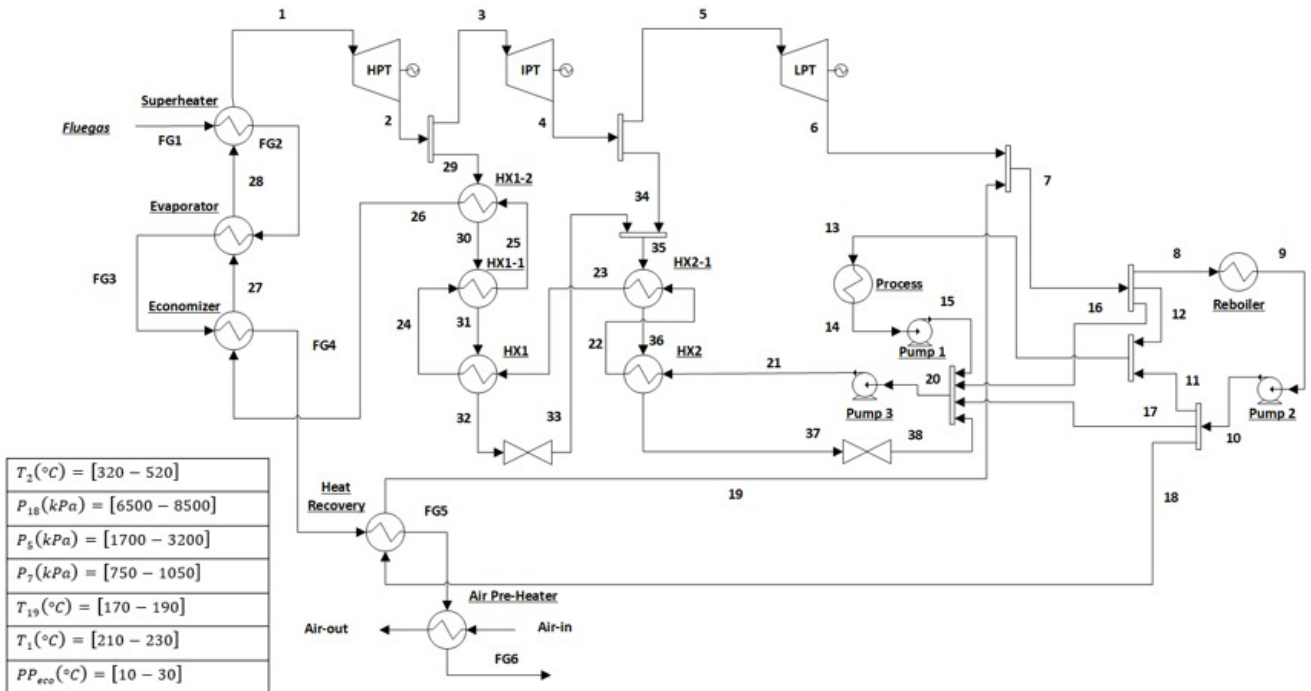 1
3
5
HPT
IPT
LPT
Superheater
Fluegas
FG1
FG2
2
4
6
29
HX1-2
28
34
7
Evaporator
26
30
25
35
13
8
9
FG3
HX1-1
23
HX2-1
Process
16
Reboiler
27
12
Economizer
24
31
22
36
14
15
FG4
HX1
HX2
Pump 1
21
20
11
Pump 3
17
Pump 2
32
33
37
38
10
T₂(°C) = [320 − 520]
P₁₈(kPa) = [6500 − 8500]
P₅(kPa) = [1700 − 3200]
P₇(kPa) = [750 − 1050]
T₁₉(°C) = [170 − 190]
T₁(°C) = [210 − 230]
PPₑcₒ(°C) = [10 − 30]
Heat
Recovery
19
18
FG5
Air Pre-Heater
Air-out
Air-in
FG6